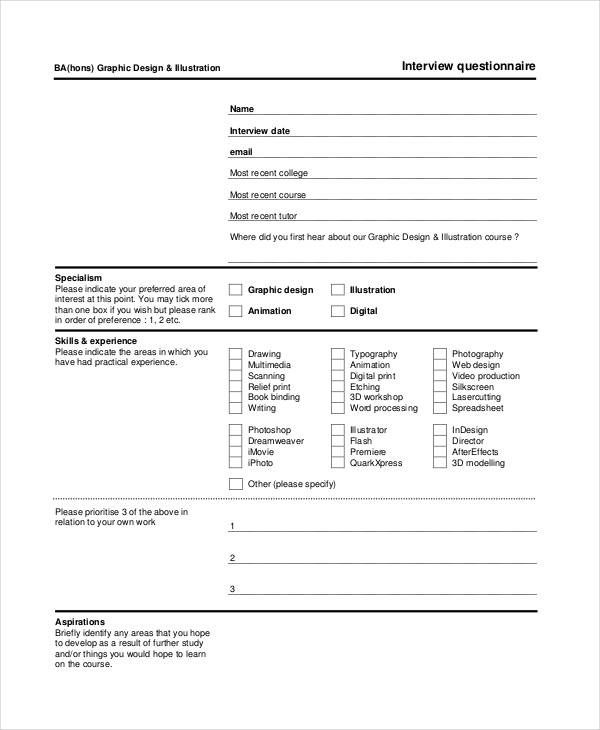 BA(hons) Graphic Design & Illustration
Interview questionnaire
Name
Interview date
email
Most recent college
Most recent course
Most recent tutor
Where did you first hear about our Graphic Design & Illustration course ?
Specialism
Please indicate your preferred area of
interest at this point. You may tick more
than one box if you wish but please rank
in order of preference : 1, 2 etc.
Graphic design Illustration
Animation Digital
Skills & experience
Please indicate the areas in which you
have had practical experience.
Drawing Typography Photography
Multimedia Animation Web design
Scanning Digital print Video production
Relief print Etching Silkscreen
Book binding 3D workshop Lasercutting
Writing Word processing Spreadsheet
Photoshop Illustrator InDesign
Dreamweaver Flash Director
iMovie Premiere AfterEffects
iPhoto QuarkXpress 3D modelling
Other (please specify)
Please prioritise 3 of the above in
relation to your own work
1
2
3
Aspirations
Briefly identify any areas that you hope
to develop as a result of further study
and/or things you would hope to learn
on the course.